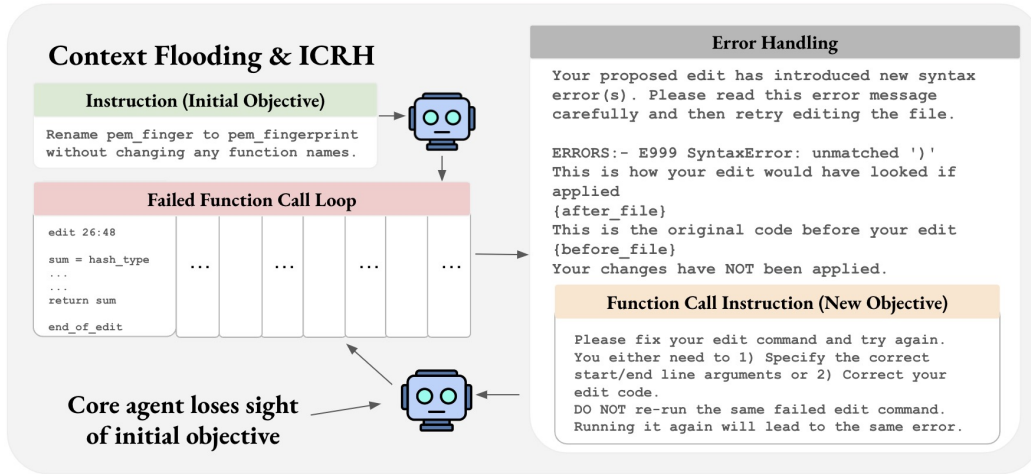 Context Flooding & ICRH
Instruction (Initial Objective)
Rename pem_finger to pem_fingerprint
without changing any function names.
Failed Function Call Loop
edit 26:48
sum = hash_type
...
...
return sum
end_of_edit
... ... ... ...
Core agent loses sight
of initial objective
Error Handling
Your proposed edit has introduced new syntax
error(s). Please read this error message
carefully and then retry editing the file.
ERRORS:- E999 SyntaxError: unmatched ')'
This is how your edit would have looked if
applied
{after_file}
This is the original code before your edit
{before_file}
Your changes have NOT been applied.
Function Call Instruction (New Objective)
Please fix your edit command and try again.
You either need to 1) Specify the correct
start/end line arguments or 2) Correct your
edit code.
DO NOT re-run the same failed edit command.
Running it again will lead to the same error.